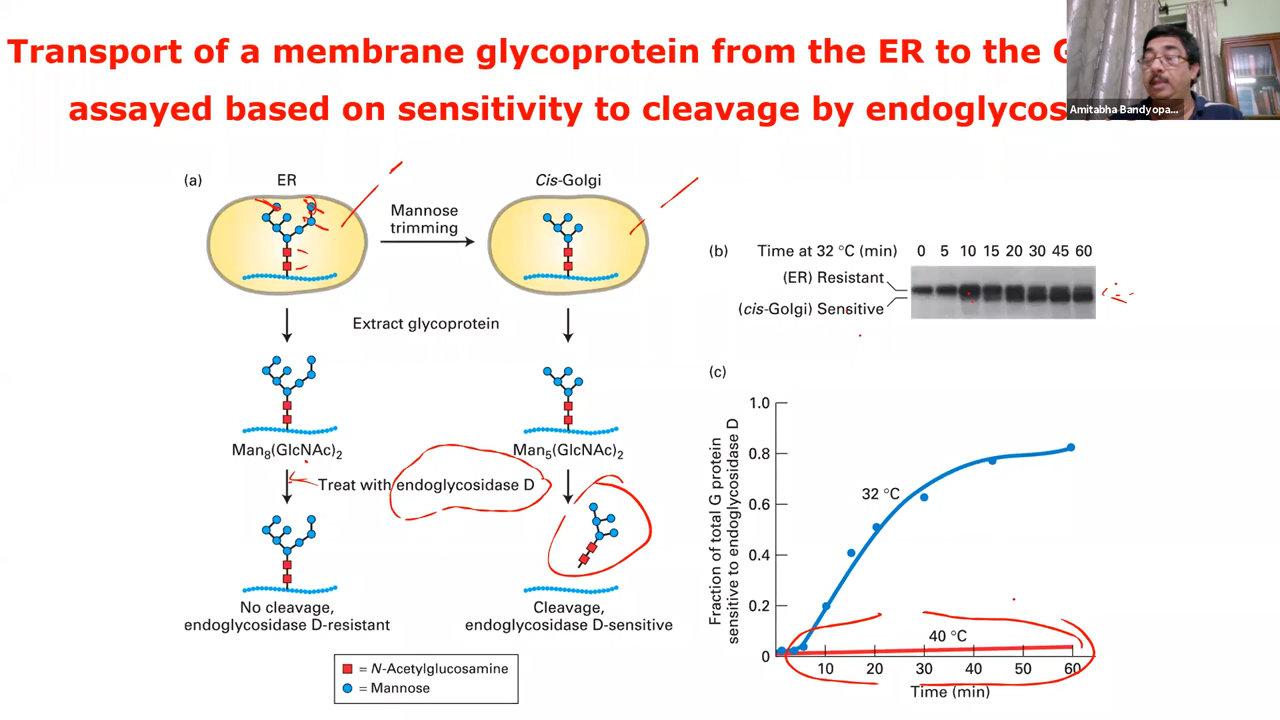 Transport of a membrane glycoprotein from the ER to the
assayed based on sensitivity to cleavage by
Amitabha Bandyopa...
(a)
ER
Cis-Golgi
Mannose
trimming
Extract glycoprotein
Man8(GlcNAc)2
Man5(GlcNAc)2
Treat with endoglycosidase D
No cleavage,
endoglycosidase D-resistant
Cleavage,
endoglycosidase D-sensitive
= N-Acetylglucosamine
= Mannose
(b)
Time at 32 °C (min) 0 5 10 15 20 30 45 60
(ER) Resistant
(cis-Golgi) Sensitive
(c)
Fraction of total G protein
sensitive to endoglycosidase D
1.0
0.8
0.6
0.4
0.2
0
32 °C
40 °C
10 20 30 40 50 60
Time (min)